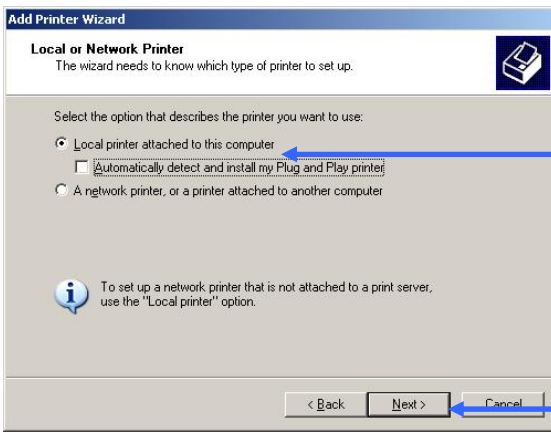 Add Printer Wizard
Local or Network Printer
The wizard needs to know which type of printer to set up.
Select the option that describes the printer you want to use:
Local printer attached to this computer
Automatically detect and install my Plug and Play printer
A network printer, or a printer attached to another computer
To set up a network printer that is not attached to a print server,
use the "Local printer" option.
< Back Next > Cancel